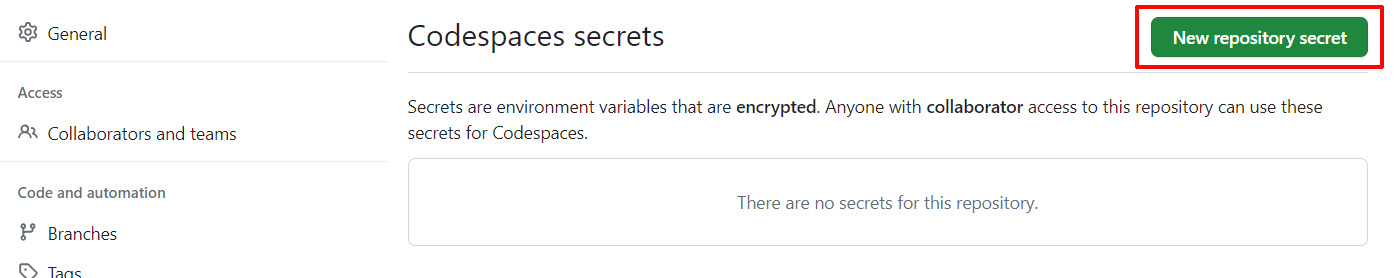 General
Access
Collaborators and teams
Code and automation
Branches
Tags
Codespaces secrets
New repository secret
Secrets are environment variables that are encrypted. Anyone with collaborator access to this repository can use these
secrets for Codespaces.
There are no secrets for this repository.